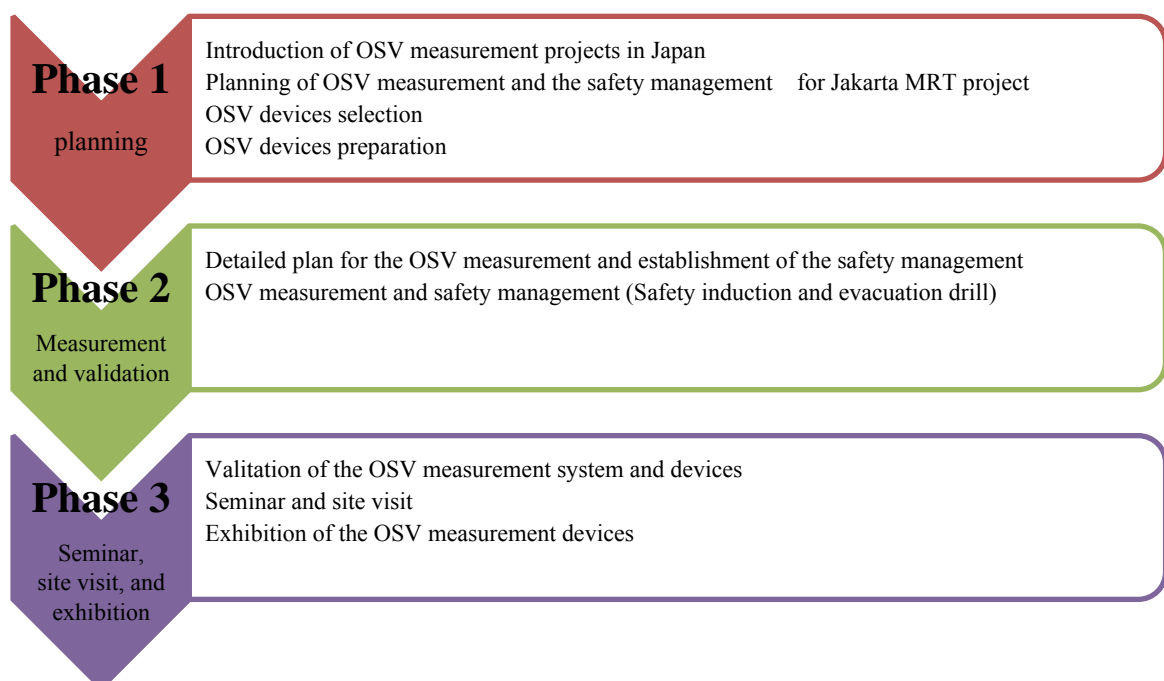 Phase 1
planning
Introduction of OSV measurement projects in Japan
Planning of OSV measurement and the safety management for Jakarta MRT project
OSV devices selection
OSV devices preparation
Phase 2
Measurement
and validation
Detailed plan for the OSV measurement and establishment of the safety management
OSV measurement and safety management (Safety induction and evacuation drill)
Phase 3
Seminar,
site visit, and
exhibition
Valitation of the OSV measurement system and devices
Seminar and site visit
Exhibition of the OSV measurement devices